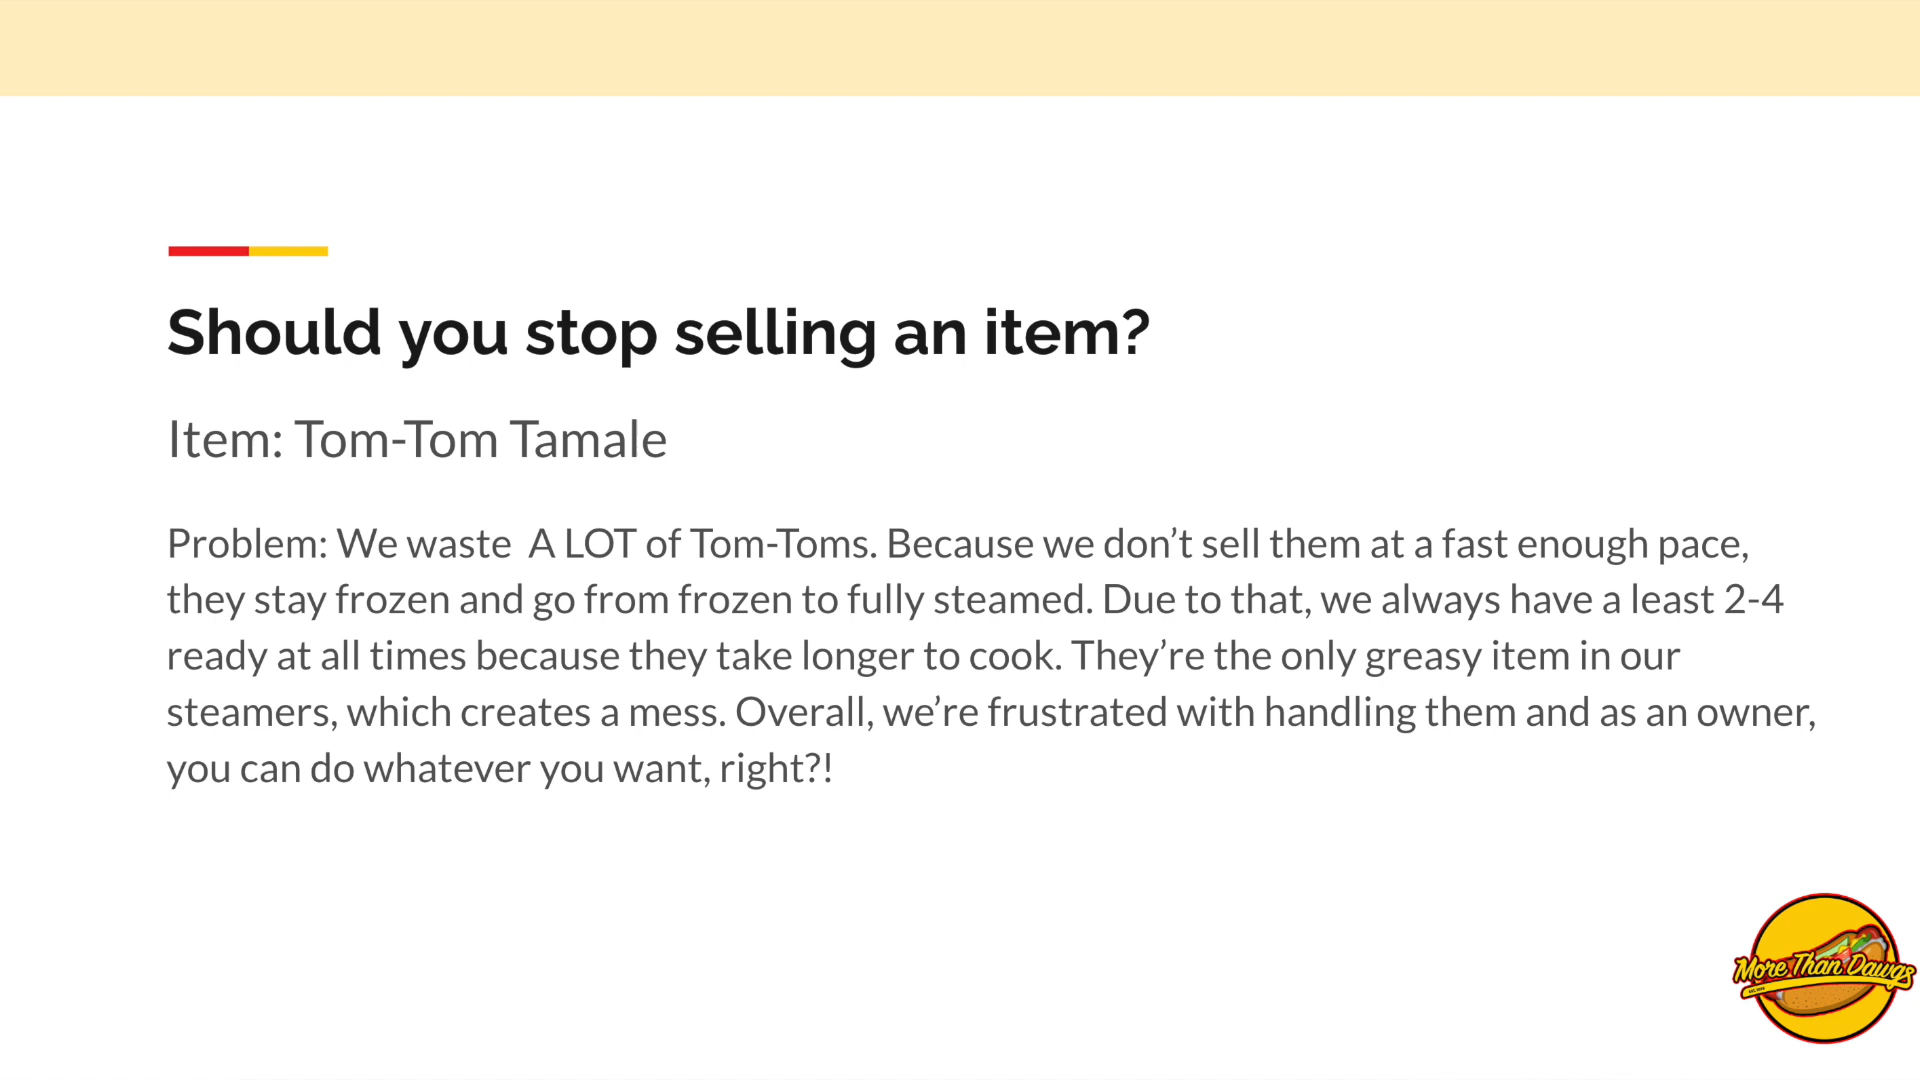 Should you stop selling an item?
Item: Tom-Tom Tamale
Problem: We waste  A LOT of Tom-Toms. Because we don’t sell them at a fast enough pace,
they stay frozen and go from frozen to fully steamed. Due to that, we always have a least 2-4
ready at all times because they take longer to cook. They’re the only greasy item in our
steamers, which creates a mess. Overall, we’re frustrated with handling them and as an owner,
you can do whatever you want, right?!
More Than Dawgs